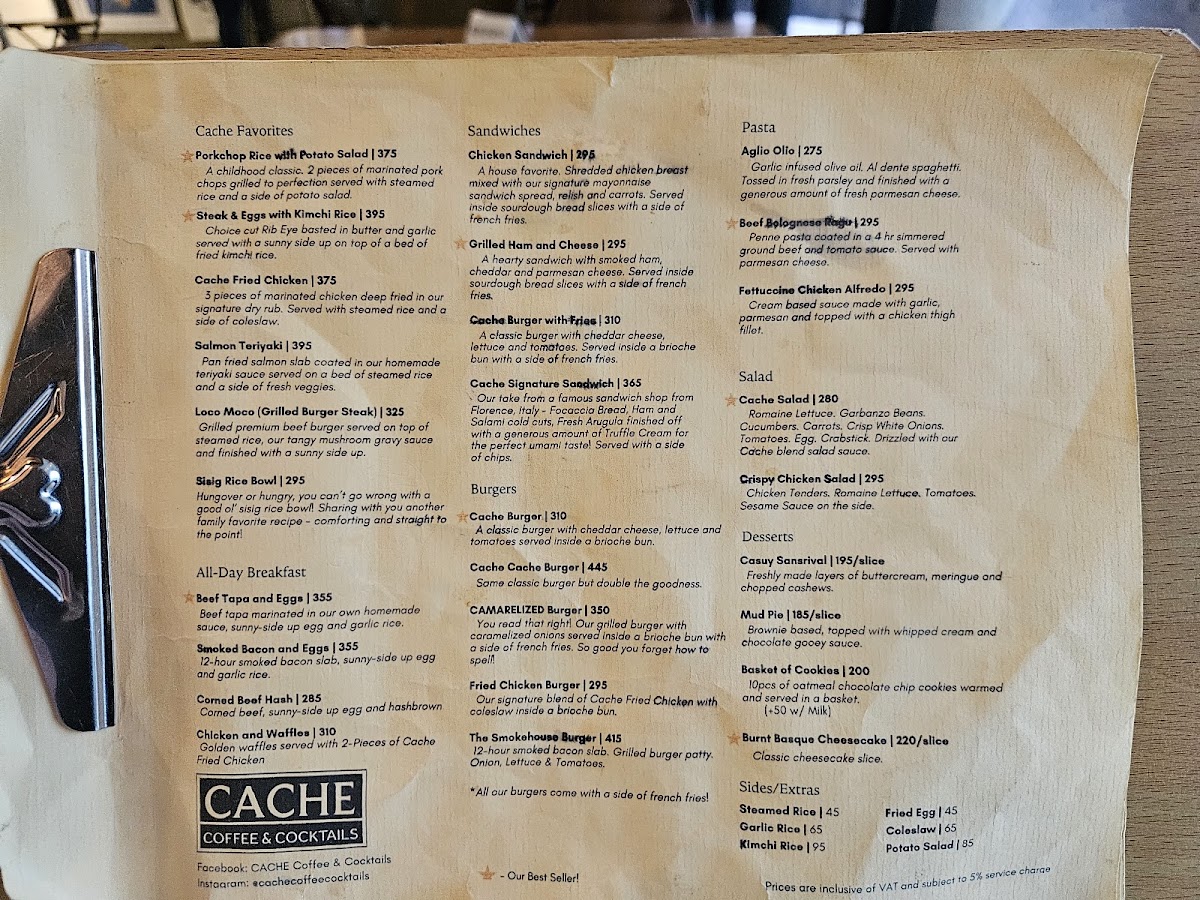 Cache Favorites
Porkchop Rice with Potato Salad | 375
A childhood classic. 2 pieces of marinated pork
chops grilled to perfection served with steamed
rice and a side of potato salad.
Steak & Eggs with Kimchi Rice | 395
Choice cut Rib Eye basted in butter and garlic
served with a sunny side up on top of a bed of
fried kimchi rice.
Cache Fried Chicken | 375
3 pieces of marinated chicken deep fried in our
signature dry rub. Served with steamed rice and a
side of coleslaw.
Salmon Teriyaki | 395
Pan fried salmon slab coated in our homemade
teriyaki sauce served on a bed of steamed rice
and a side of fresh veggies.
Loco Moco (Grilled Burger Steak) | 325
Grilled premium beef burger served on top of
steamed rice, our tangy mushroom gravy sauce
and finished with a sunny side up.
Sisig Rice Bowl | 295
Hungover or hungry, you can't go wrong with a
good ol' sisig rice bowl! Sharing with you another
family favorite recipe - comforting and straight to
the point!
All-Day Breakfast
Beef Tapa and Eggs | 355
Beef tapa marinated in our own homemade
sauce, sunny-side up egg and garlic rice.
Smoked Bacon and Eggs | 355
12-hour smoked bacon slab, sunny-side up egg
and garlic rice.
Corned Beef Hash | 285
Corned beef, sunny-side up egg and hashbrown
Chicken and Waffles | 310
Golden waffles served with 2-Pieces of Cache
Fried Chicken
CACHE
COFFEE & COCKTAILS
Facebook: CACHE Coffee & Cocktails
Instagram: @cachecoffeecocktails
Sandwiches
Chicken Sandwich | 295
A house favorite. Shredded chicken breast
mixed with our signature mayonnaise
sandwich spread, relish and carrots. Served
inside sourdough bread slices with a side of
french fries.
Grilled Ham and Cheese | 295
A hearty sandwich with smoked ham,
cheddar and parmesan cheese. Served inside
sourdough bread slices with a side of french
fries.
Cache Burger with Fries | 310
A classic burger with cheddar cheese,
lettuce and tomatoes. Served inside a brioche
bun with a side of french fries.
Cache Signature Sandwich | 365
Our take from a famous sandwich shop from
Florence, Italy - Focaccia Bread, Ham and
Salami cold cuts, Fresh Arugula finished off
with a generous amount of Truffle Cream for
the perfect umami taste! Served with a side
of chips.
Burgers
Cache Burger | 310
A classic burger with cheddar cheese, lettuce and
tomatoes served inside a brioche bun.
Cache Cache Burger | 445
Same classic burger but double the goodness.
CAMARELIZED Burger | 350
You read that right! Our grilled burger with
caramelized onions served inside a brioche bun with
a side of french fries. So good you forget how to
spell!
Fried Chicken Burger | 295
Our signature blend of Cache Fried Chicken with
coleslaw inside a brioche bun.
The Smokehouse Burger | 415
12-hour smoked bacon slab. Grilled burger patty.
Onion, Lettuce & Tomatoes.
*All our burgers come with a side of french fries!
- Our Best Seller!
Pasta
Aglio Olio | 275
Garlic infused olive oil. Al dente spaghetti.
Tossed in fresh parsley and finished with a
generous amount of fresh parmesan cheese.
Beef Bolognese Ragu | 295
Penne pasta coated in a 4 hr simmered
ground beef and tomato sauce. Served with
parmesan cheese.
Fettuccine Chicken Alfredo | 295
Cream based sauce made with garlic,
parmesan and topped with a chicken thigh
fillet.
Salad
Cache Salad | 280
Romaine Lettuce. Garbanzo Beans.
Cucumbers. Carrots. Crisp White Onions.
Tomatoes. Egg. Crabstick. Drizzled with our
Cache blend salad sauce.
Crispy Chicken Salad | 295
Chicken Tenders. Romaine Lettuce. Tomatoes.
Sesame Sauce on the side.
Desserts
Casuy Sansrival | 195/slice
Freshly made layers of buttercream, meringue and
chopped cashews.
Mud Pie | 185/slice
Brownie based, topped with whipped cream and
chocolate gooey sauce.
Basket of Cookies | 200
10pcs of oatmeal chocolate chip cookies warmed
and served in a basket.
(+50 w/ Milk)
Burnt Basque Cheesecake | 220/slice
Classic cheesecake slice.
Sides/Extras
Steamed Rice | 45
Garlic Rice | 65
Kimchi Rice | 95
Fried Egg | 45
Coleslaw | 65
Potato Salad | 85
Prices are inclusive of VAT and subject to 5% service charge